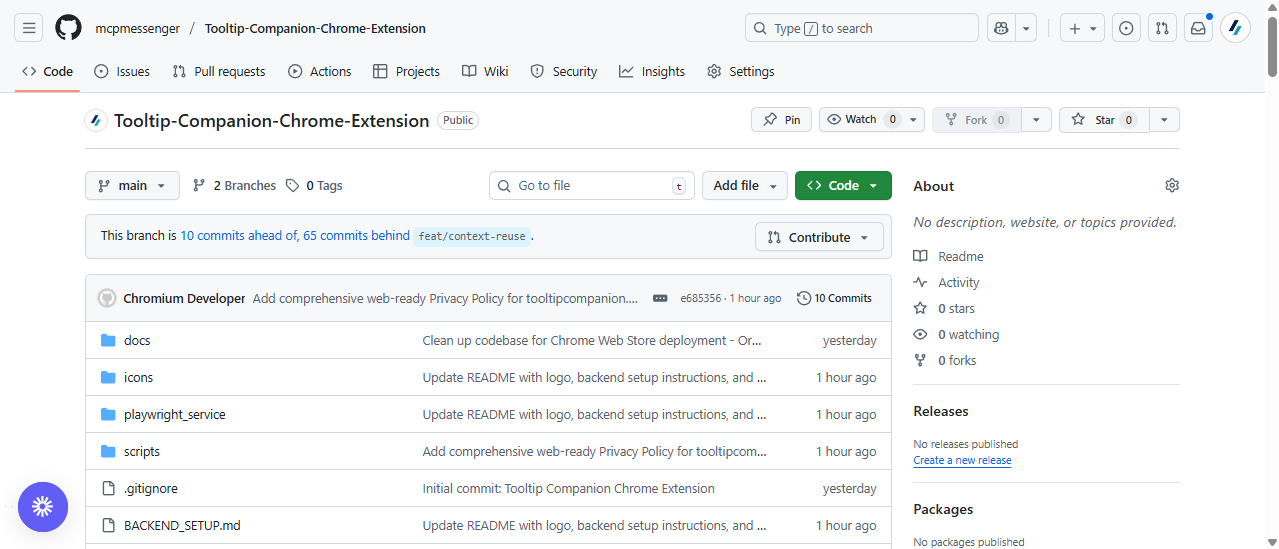 mcpmessenger / Tooltip-Companion-Chrome-Extension
Type / to search
Code Issues Pull requests Actions Projects Wiki Security Insights Settings
Tooltip-Companion-Chrome-Extension Public
Pin Watch 0 Fork 0 Star 0
main 2 Branches 0 Tags Go to file t Add file Code
This branch is 10 commits ahead of, 65 commits behind feat/context-reuse .
Contribute
Chromium Developer Add comprehensive web-ready Privacy Policy for tooltipcompanion.... e685356 · 1 hour ago 10 Commits
docs Clean up codebase for Chrome Web Store deployment - Or... yesterday
icons Update README with logo, backend setup instructions, and ... 1 hour ago
playwright_service Update README with logo, backend setup instructions, and ... 1 hour ago
scripts Add comprehensive web-ready Privacy Policy for tooltipcom... 1 hour ago
.gitignore Initial commit: Tooltip Companion Chrome Extension yesterday
BACKEND_SETUP.md Update README with logo, backend setup instructions, and ... 1 hour ago
About
No description, website, or topics provided.
Readme
Activity
0 stars
0 watching
0 forks
Releases
No releases published
Create a new release
Packages
No packages published